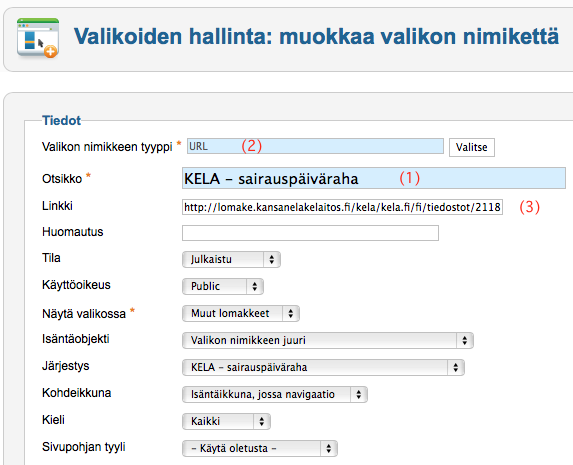 Valikoiden hallinta: muokkaa valikon nimikettä
Tiedot
Valikon nimikkeen tyyppi * URL (2) Valitse
Otsikko * KELA – sairauspäiväraha (1)
Linkki http://lomake.kansanelakelaitos.fi/kela/kela.fi/fi/tiedostot/2118 (3)
Huomautus
Tila Julkaistu
Käyttöoikeus Public
Näytä valikossa * Muut lomakkeet
Isäntäobjekti Valikon nimikkeen juuri
Järjestys KELA – sairauspäiväraha
Kohdeikkuna Isäntäikkuna, jossa navigaatio
Kieli Kaikki
Sivupohjan tyyli – Käytä oletusta –